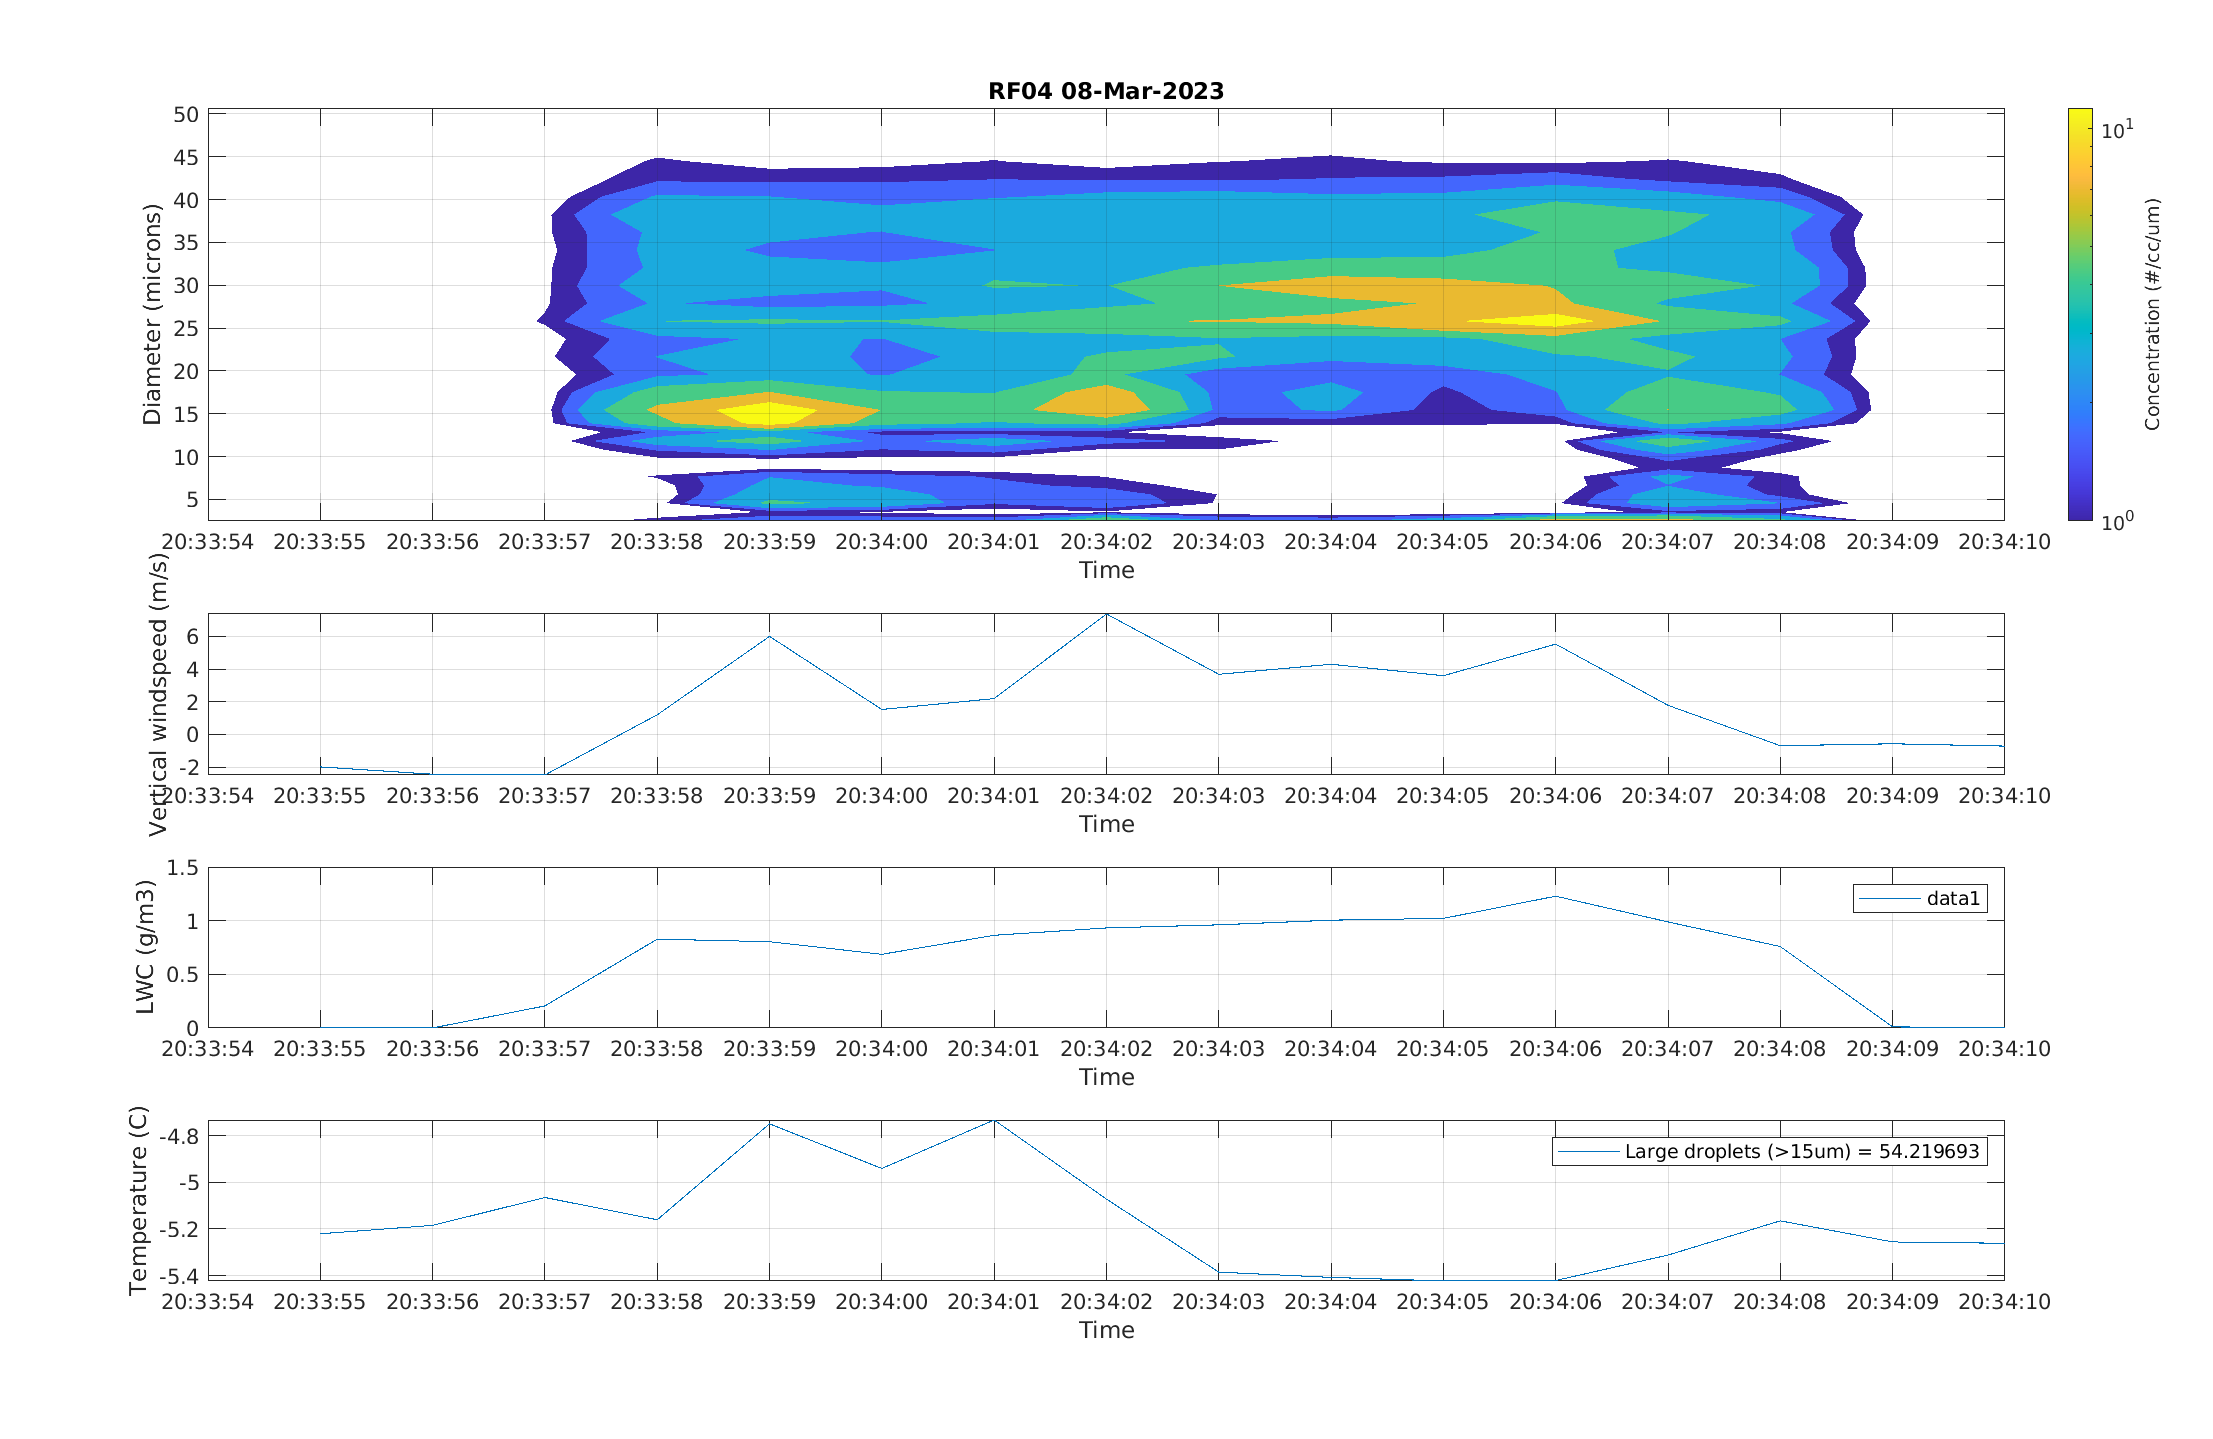 RF04 08-Mar-2023
50
45
40
35
30
25
20
15
10
5
Diameter (microns)
20:33:54 20:33:55 20:33:56 20:33:57 20:33:58 20:33:59 20:34:00 20:34:01 20:34:02 20:34:03 20:34:04 20:34:05 20:34:06 20:34:07 20:34:08 20:34:09 20:34:10
Time
10^1
10^0
Concentration (#/cc/um)
6
4
2
0
-2
Vertical windspeed (m/s)
20:33:54 20:33:55 20:33:56 20:33:57 20:33:58 20:33:59 20:34:00 20:34:01 20:34:02 20:34:03 20:34:04 20:34:05 20:34:06 20:34:07 20:34:08 20:34:09 20:34:10
Time
1.5
1
0.5
0
LWC (g/m3)
data1
20:33:54 20:33:55 20:33:56 20:33:57 20:33:58 20:33:59 20:34:00 20:34:01 20:34:02 20:34:03 20:34:04 20:34:05 20:34:06 20:34:07 20:34:08 20:34:09 20:34:10
Time
-4.8
-5
-5.2
-5.4
Temperature (C)
Large droplets (>15um) = 54.219693
20:33:54 20:33:55 20:33:56 20:33:57 20:33:58 20:33:59 20:34:00 20:34:01 20:34:02 20:34:03 20:34:04 20:34:05 20:34:06 20:34:07 20:34:08 20:34:09 20:34:10
Time